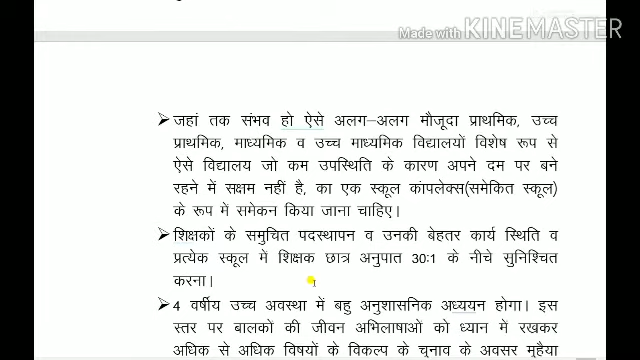 Made with KINEMASTER
➢ जहां तक संभव हो ऐसे अलग–अलग मौजूदा प्राथमिक, उच्च
प्राथमिक, माध्यमिक व उच्च माध्यमिक विद्यालयों विशेष रूप से
ऐसे विद्यालय जो कम उपस्थिति के कारण अपने दम पर बने
रहने में सक्षम नहीं है, का एक स्कूल कांपलेक्स(समेकित स्कूल)
के रूप में समेकन किया जाना चाहिए।
➢ शिक्षकों के समुचित पदस्थापन व उनकी बेहतर कार्य स्थिति व
प्रत्येक स्कूल में शिक्षक छात्र अनुपात 30:1 के नीचे सुनिश्चित
करना।
➢ 4 वर्षीय उच्च अवस्था में बहु अनुशासनिक अध्ययन होगा। इस
स्तर पर बालकों की जीवन अभिलाषाओं को ध्यान में रखकर
अधिक से अधिक विषयों के विकल्प के चुनाव के अवसर मुहैया